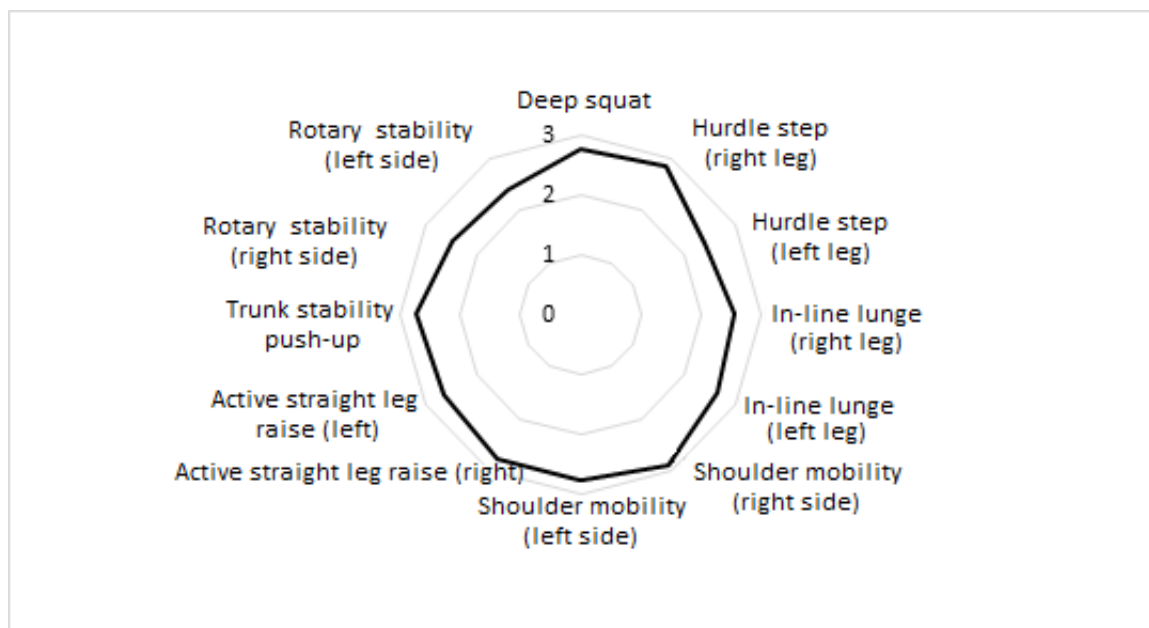 Deep squat
Hurdle step
(right leg)
Hurdle step
(left leg)
In-line lunge
(right leg)
In-line lunge
(left leg)
Shoulder mobility
(right side)
Shoulder mobility
(left side)
Active straight leg raise (right)
Active straight leg
raise (left)
Trunk stability
push-up
Rotary stability
(right side)
Rotary stability
(left side)
3
2
1
0